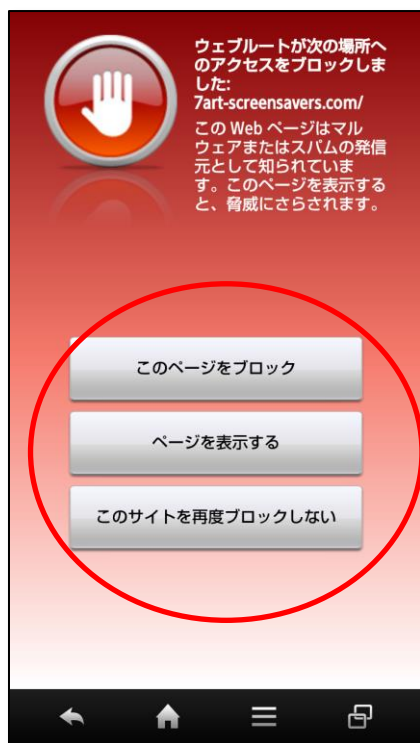 ウェブルートが次の場所へ
のアクセスをブロックしま
した:
7art-screensavers.com/
この Web ページはマル
ウェアまたはスパムの発信
元として知られていま
す。このページを表示する
と、脅威にさらされます。
このページをブロック
ページを表示する
このサイトを再度ブロックしない